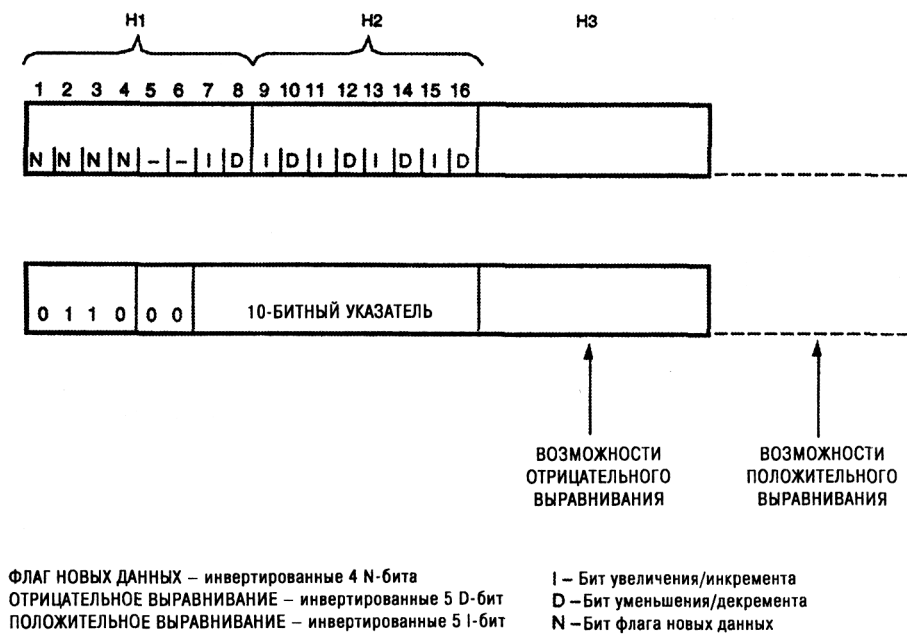 H1 H2 H3
1 2 3 4 5 6 7 8 9 10 11 12 13 14 15 16
N N N N – – I D I D I D I D I D
0 1 1 0 0 0 10-БИТНЫЙ УКАЗАТЕЛЬ
ВОЗМОЖНОСТИ ВОЗМОЖНОСТИ
ОТРИЦАТЕЛЬНОГО ПОЛОЖИТЕЛЬНОГО
ВЫРАВНИВАНИЯ ВЫРАВНИВАНИЯ
ФЛАГ НОВЫХ ДАННЫХ – инвертированные 4 N-бита
ОТРИЦАТЕЛЬНОЕ ВЫРАВНИВАНИЕ – инвертированные 5 D-бит
ПОЛОЖИТЕЛЬНОЕ ВЫРАВНИВАНИЕ – инвертированные 5 I-бит
I – Бит увеличения/инкремента
D – Бит уменьшения/декремента
N – Бит флага новых данных